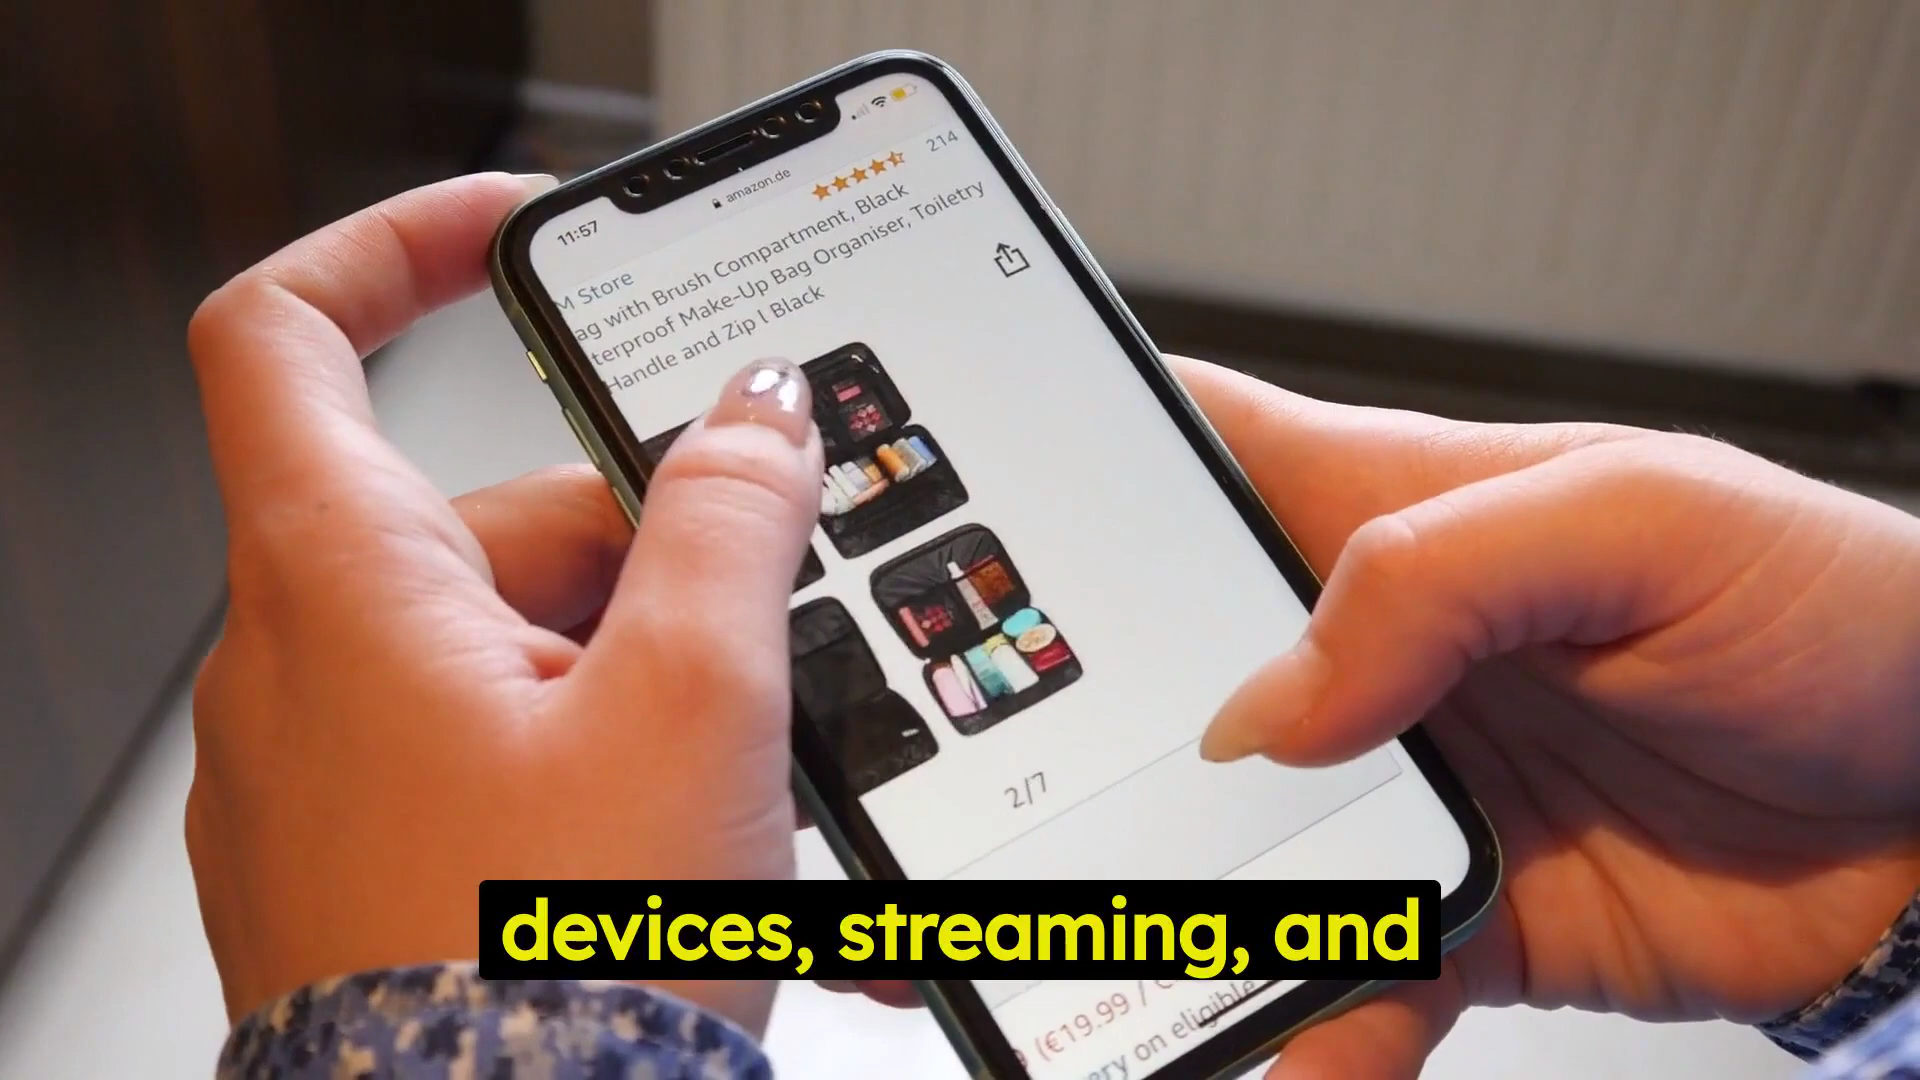 11:57
amazon.de
214
M Store
ag with Brush Compartment, Black
terproof Make-Up Bag Organiser, Toiletry
Handle and Zip l Black
2/7
devices, streaming, and
(€19.99 /
ery on eligible